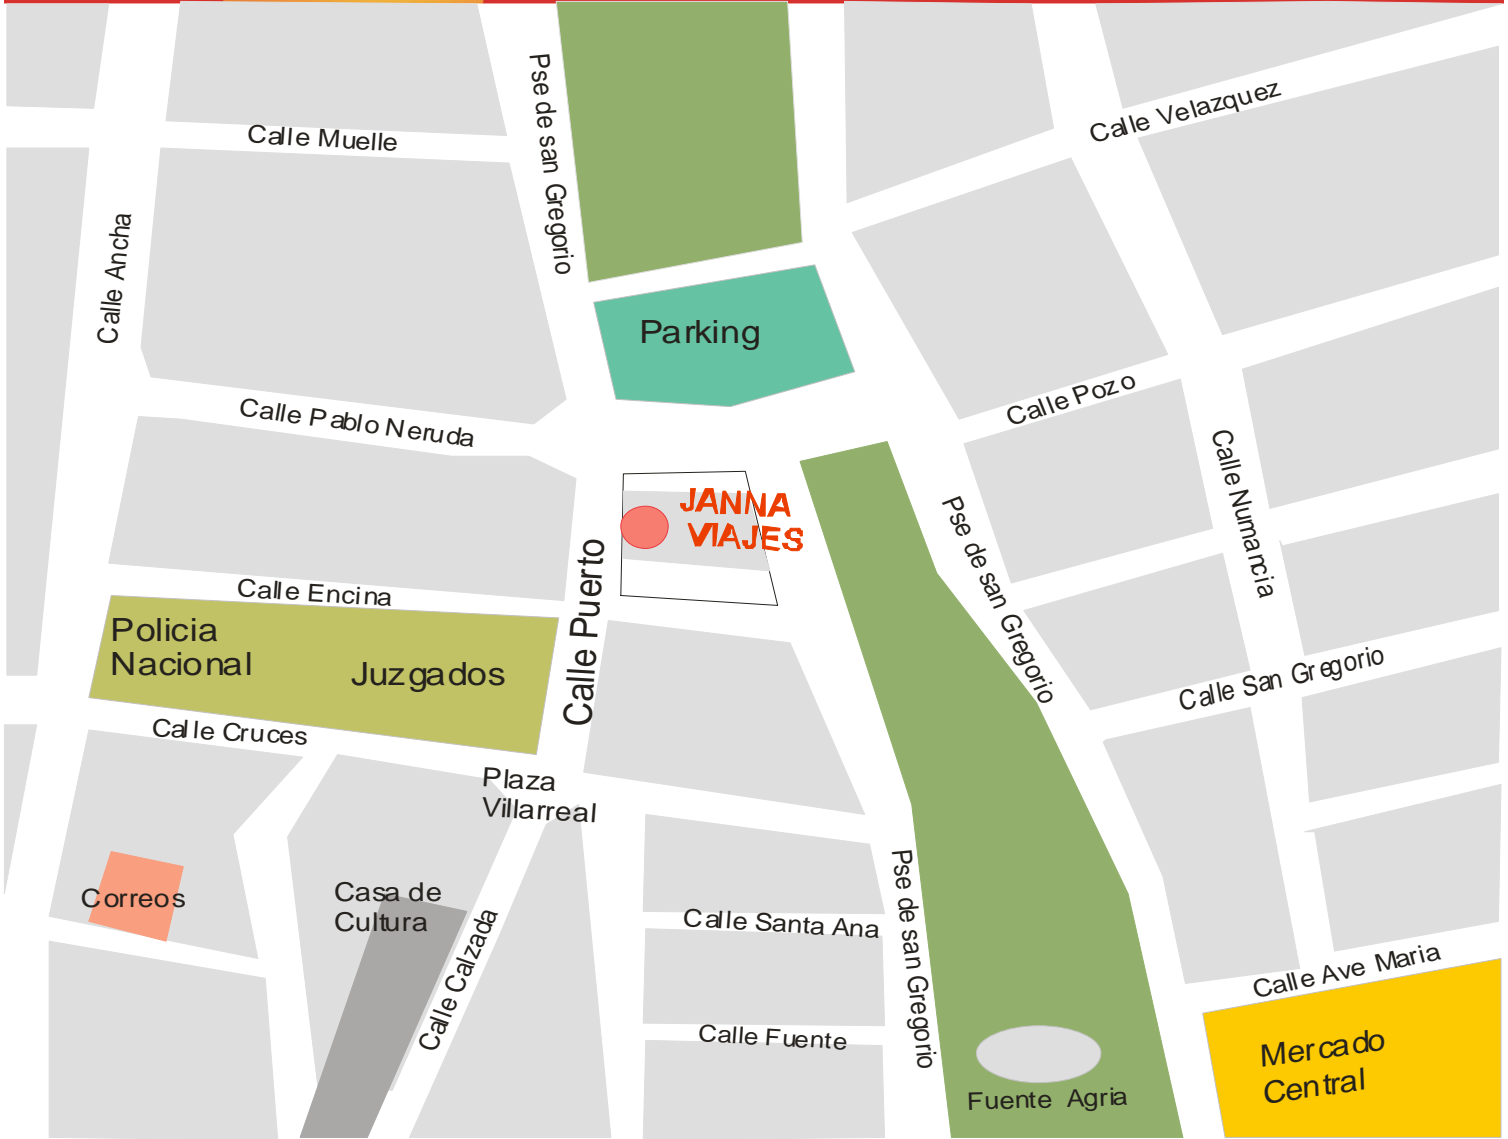 Pse de san Gregorio
Calle Velazquez
Calle Muelle
Calle Ancha
Parking
Calle Pozo
Calle Pablo Neruda
Calle Numancia
JANNA
VIAJES
Pse de san Gregorio
Calle Puerto
Calle Encina
Policia
Nacional
Juzgados
Calle San Gregorio
Calle Cruces
Plaza
Villarreal
Pse de san Gregorio
Correos
Casa de
Cultura
Calle Calzada
Calle Santa Ana
Calle Ave Maria
Calle Fuente
Mercado
Central
Fuente Agria